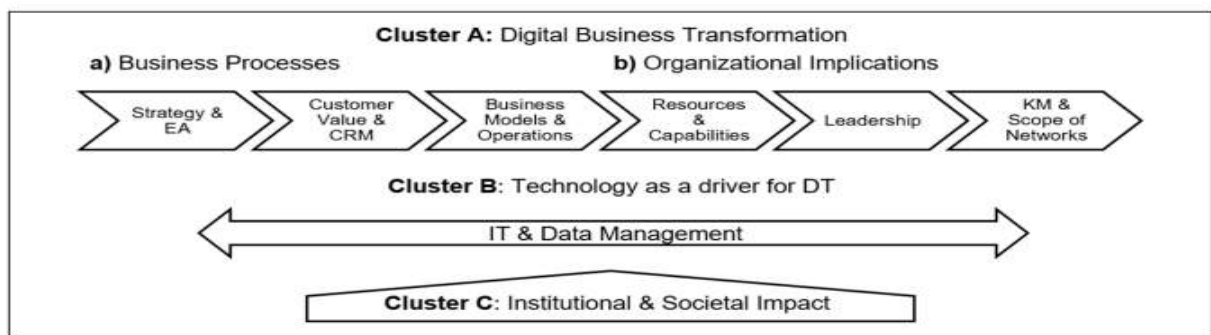 Cluster A: Digital Business Transformation
a) Business Processes
b) Organizational Implications
Strategy &
EA
Customer
Value &
CRM
Business
Models &
Operations
Resources
&
Capabilities
Leadership
KM &
Scope of
Networks
Cluster B: Technology as a driver for DT
IT & Data Management
Cluster C: Institutional & Societal Impact